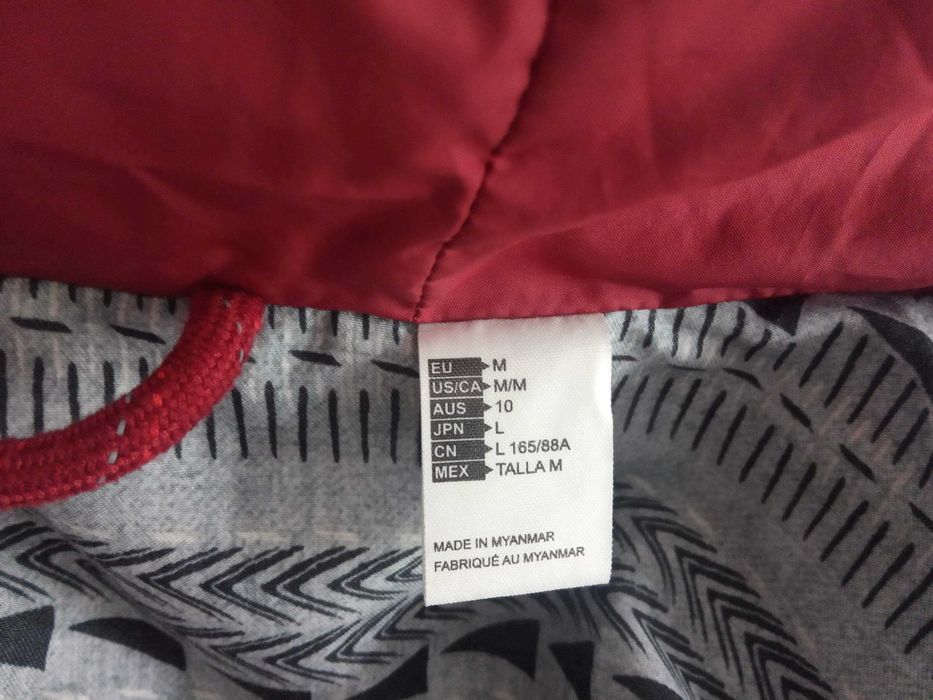 EU M
US/CA M/M
AUS 10
JPN L
CN L 165/88A
MEX TALLA M
MADE IN MYANMAR
FABRIQUÉ AU MYANMAR